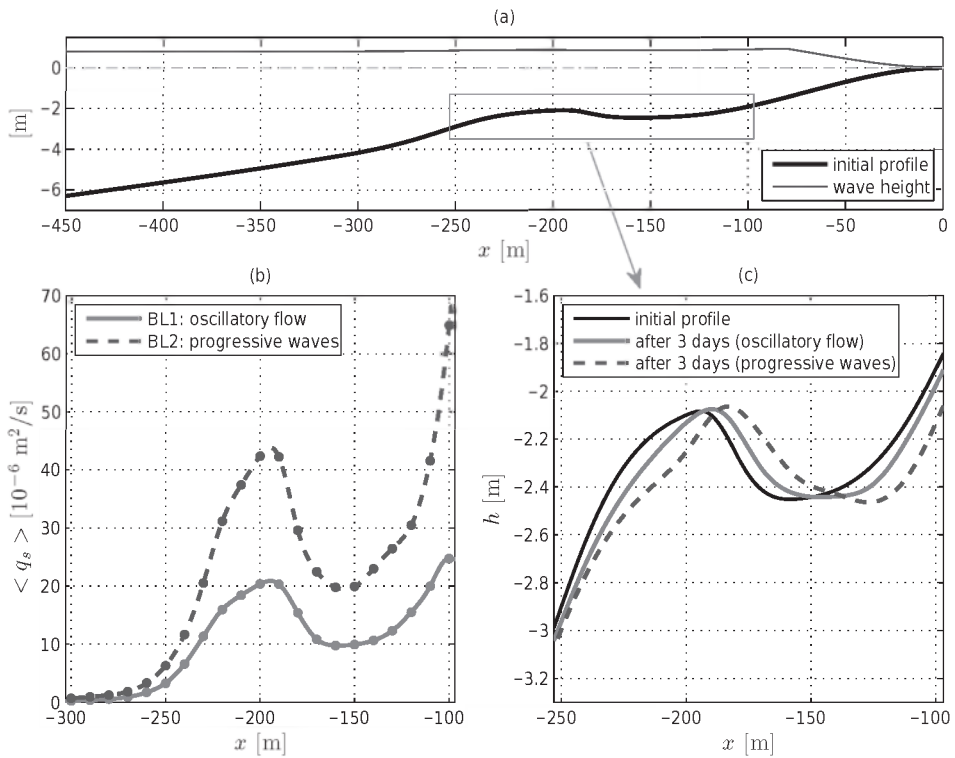 (a)
0
−2
−4
−6
[m]
−450 −400 −350 −300 −250 −200 −150 −100 −50 0
x [m]
initial profile
wave height
(b)
70
60
50
40
30
20
10
0
< q_s > [10^{−6} m^2/s]
BL1: oscillatory flow
BL2: progressive waves
−300 −250 −200 −150 −100
x [m]
(c)
−1.6
−1.8
−2
−2.2
−2.4
−2.6
−2.8
−3
−3.2
h [m]
initial profile
after 3 days (oscillatory flow)
after 3 days (progressive waves)
−250 −200 −150 −100
x [m]